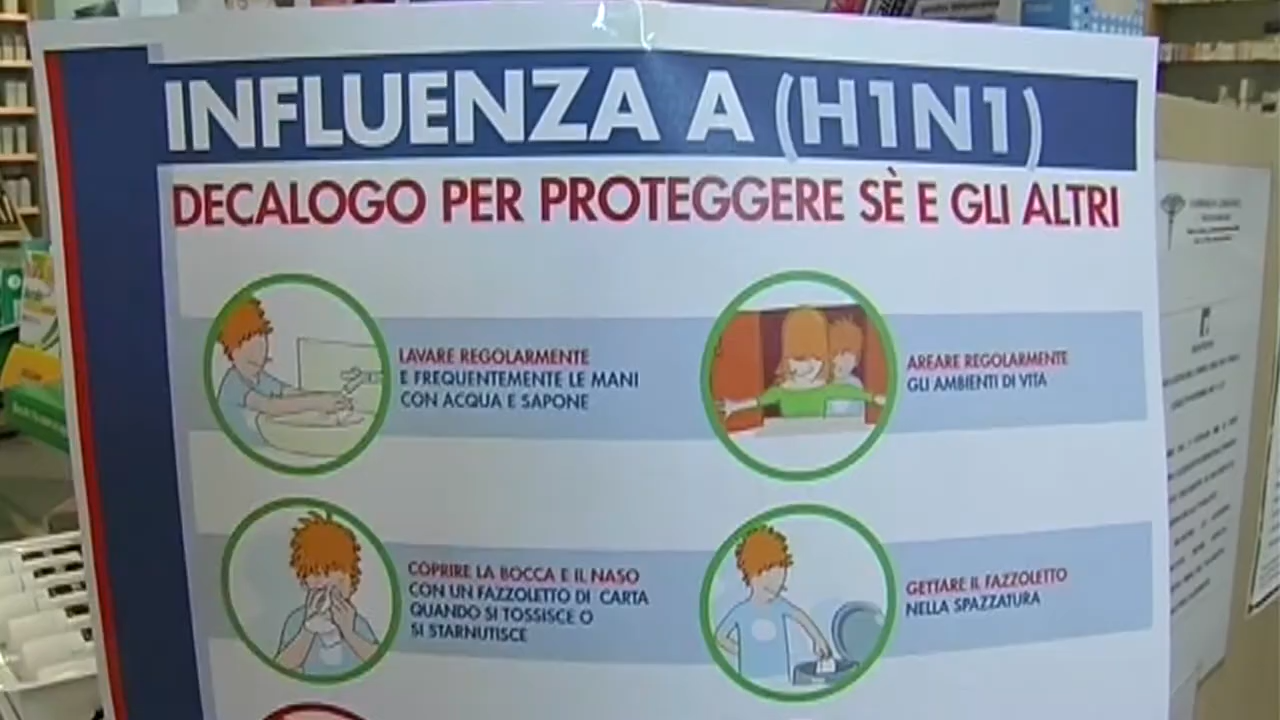 INFLUENZA A (H1N1)
DECALOGO PER PROTEGGERE SÈ E GLI ALTRI
LAVARE REGOLARMENTE
E FREQUENTEMENTE LE MANI
CON ACQUA E SAPONE
AREARE REGOLARMENTE
GLI AMBIENTI DI VITA
COPRIRE LA BOCCA E IL NASO
CON UN FAZZOLETTO DI CARTA
QUANDO SI TOSSISCE O
SI STARNUTISCE
GETTARE IL FAZZOLETTO
NELLA SPAZZATURA